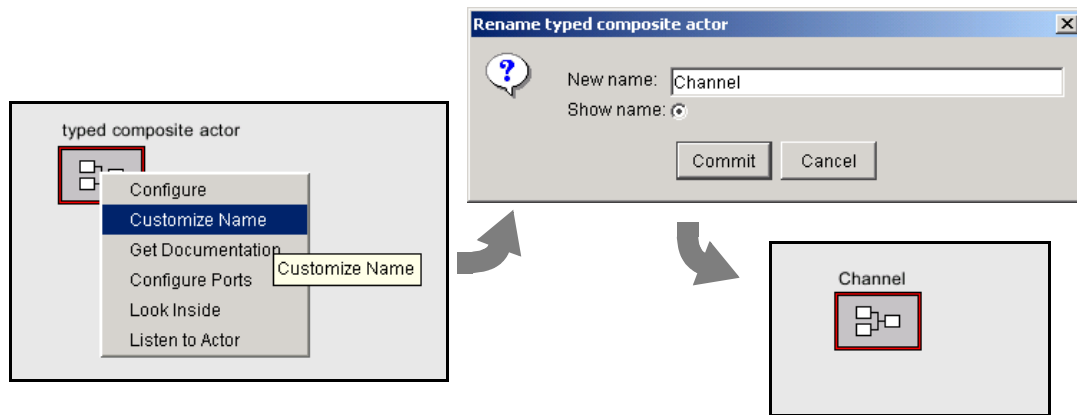 typed composite actor
Configure
Customize Name
Get Documentation
Customize Name
Configure Ports
Look Inside
Listen to Actor
Rename typed composite actor
?
New name: Channel
Show name:
Commit Cancel
Channel